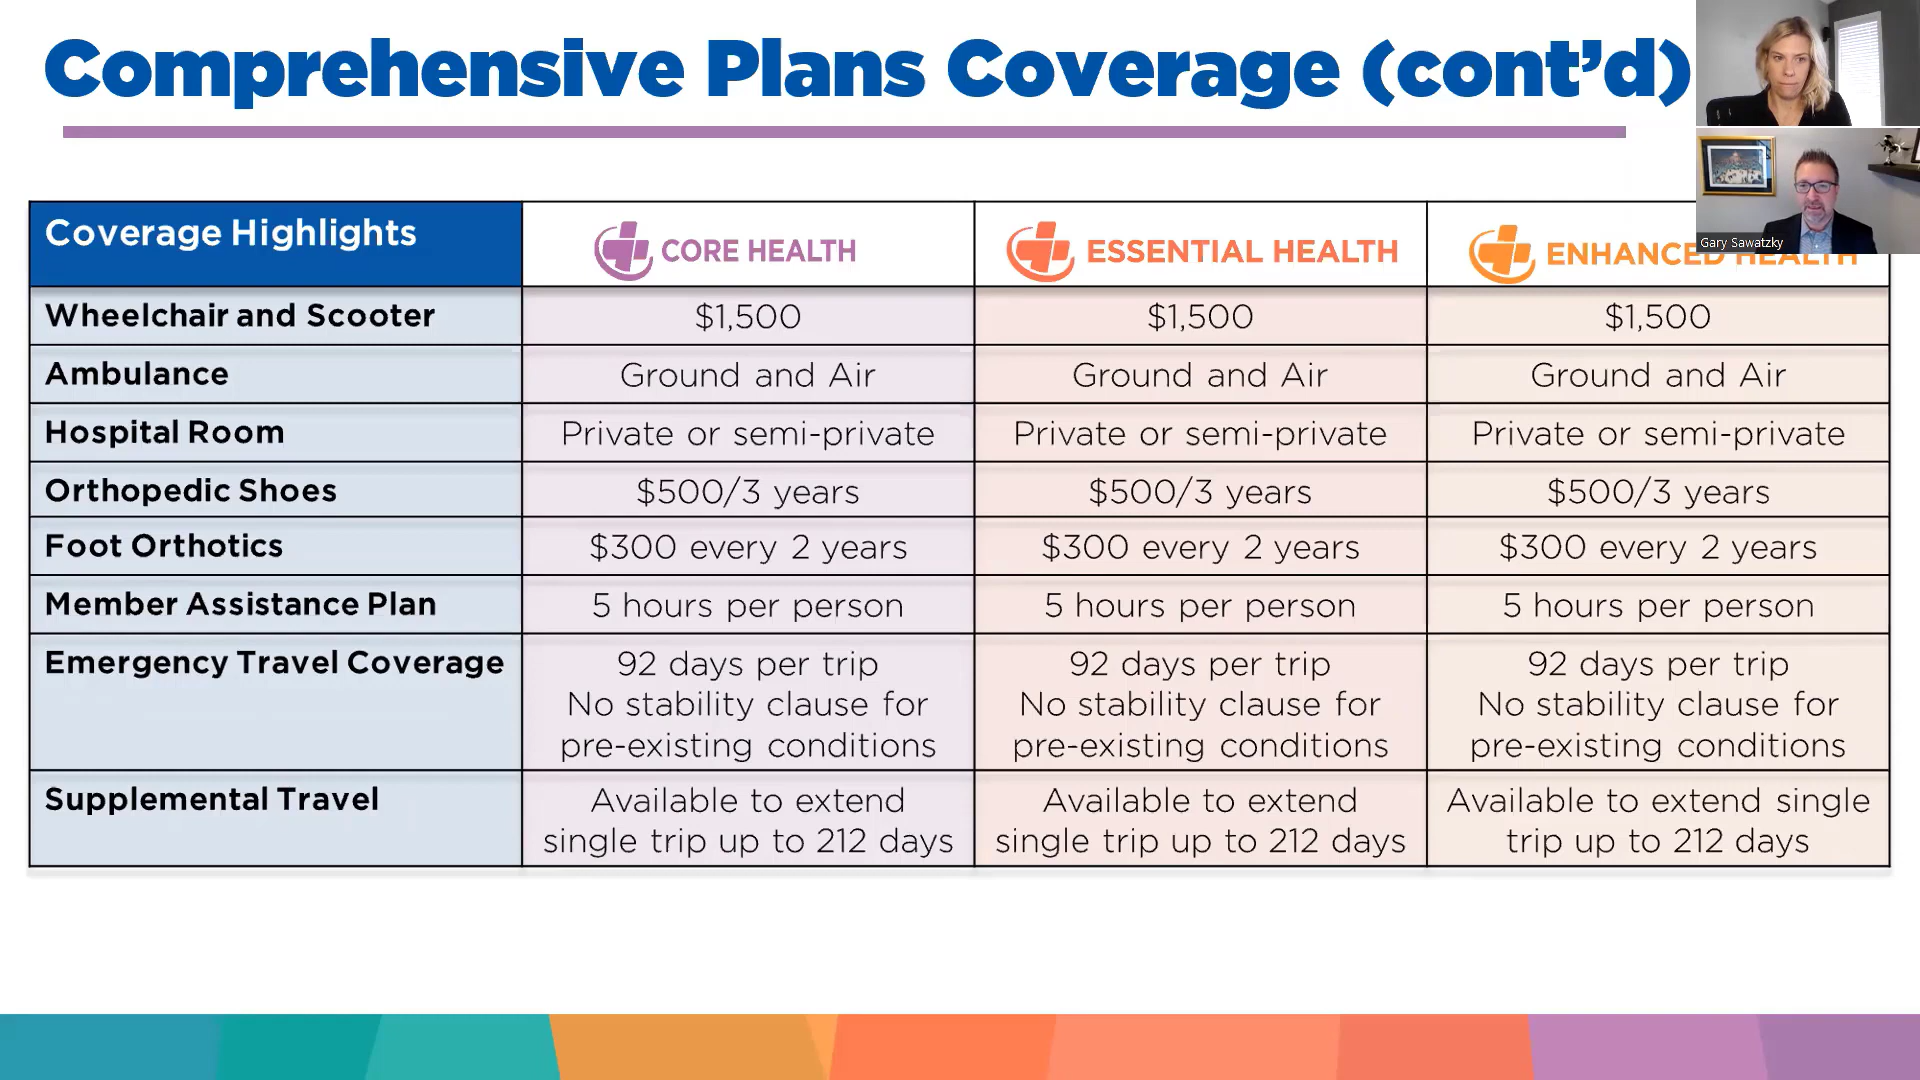 Comprehensive Plans Coverage (cont’d)
Gary Sawatzky
Coverage Highlights
CORE HEALTH
ESSENTIAL HEALTH
ENHANCED HEALTH
Wheelchair and Scooter
$1,500
$1,500
$1,500
Ambulance
Ground and Air
Ground and Air
Ground and Air
Hospital Room
Private or semi-private
Private or semi-private
Private or semi-private
Orthopedic Shoes
$500/3 years
$500/3 years
$500/3 years
Foot Orthotics
$300 every 2 years
$300 every 2 years
$300 every 2 years
Member Assistance Plan
5 hours per person
5 hours per person
5 hours per person
Emergency Travel Coverage
92 days per trip
No stability clause for
pre-existing conditions
92 days per trip
No stability clause for
pre-existing conditions
92 days per trip
No stability clause for
pre-existing conditions
Supplemental Travel
Available to extend
single trip up to 212 days
Available to extend
single trip up to 212 days
Available to extend single
trip up to 212 days